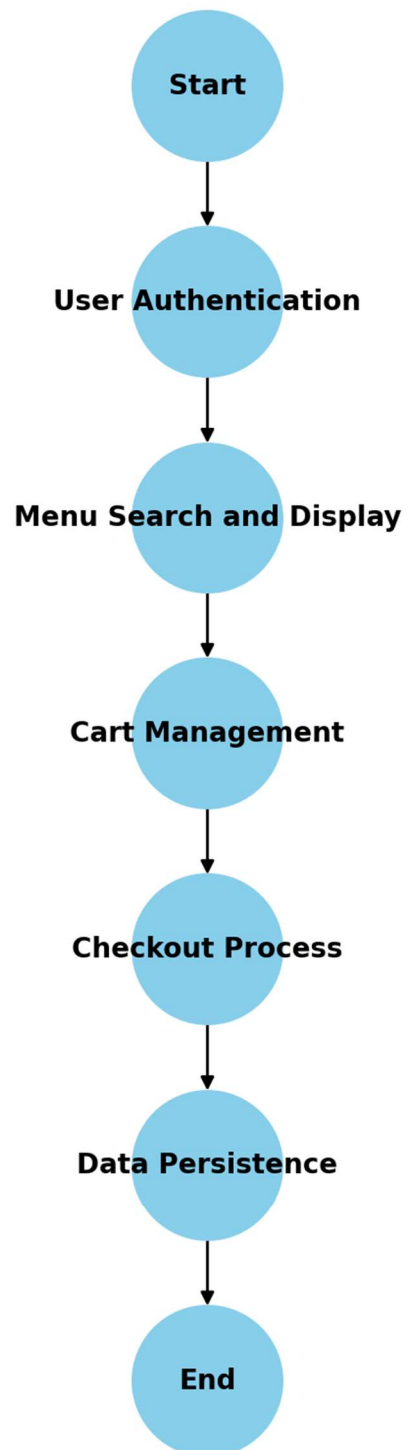 Start
User Authentication
Menu Search and Display
Cart Management
Checkout Process
Data Persistence
End